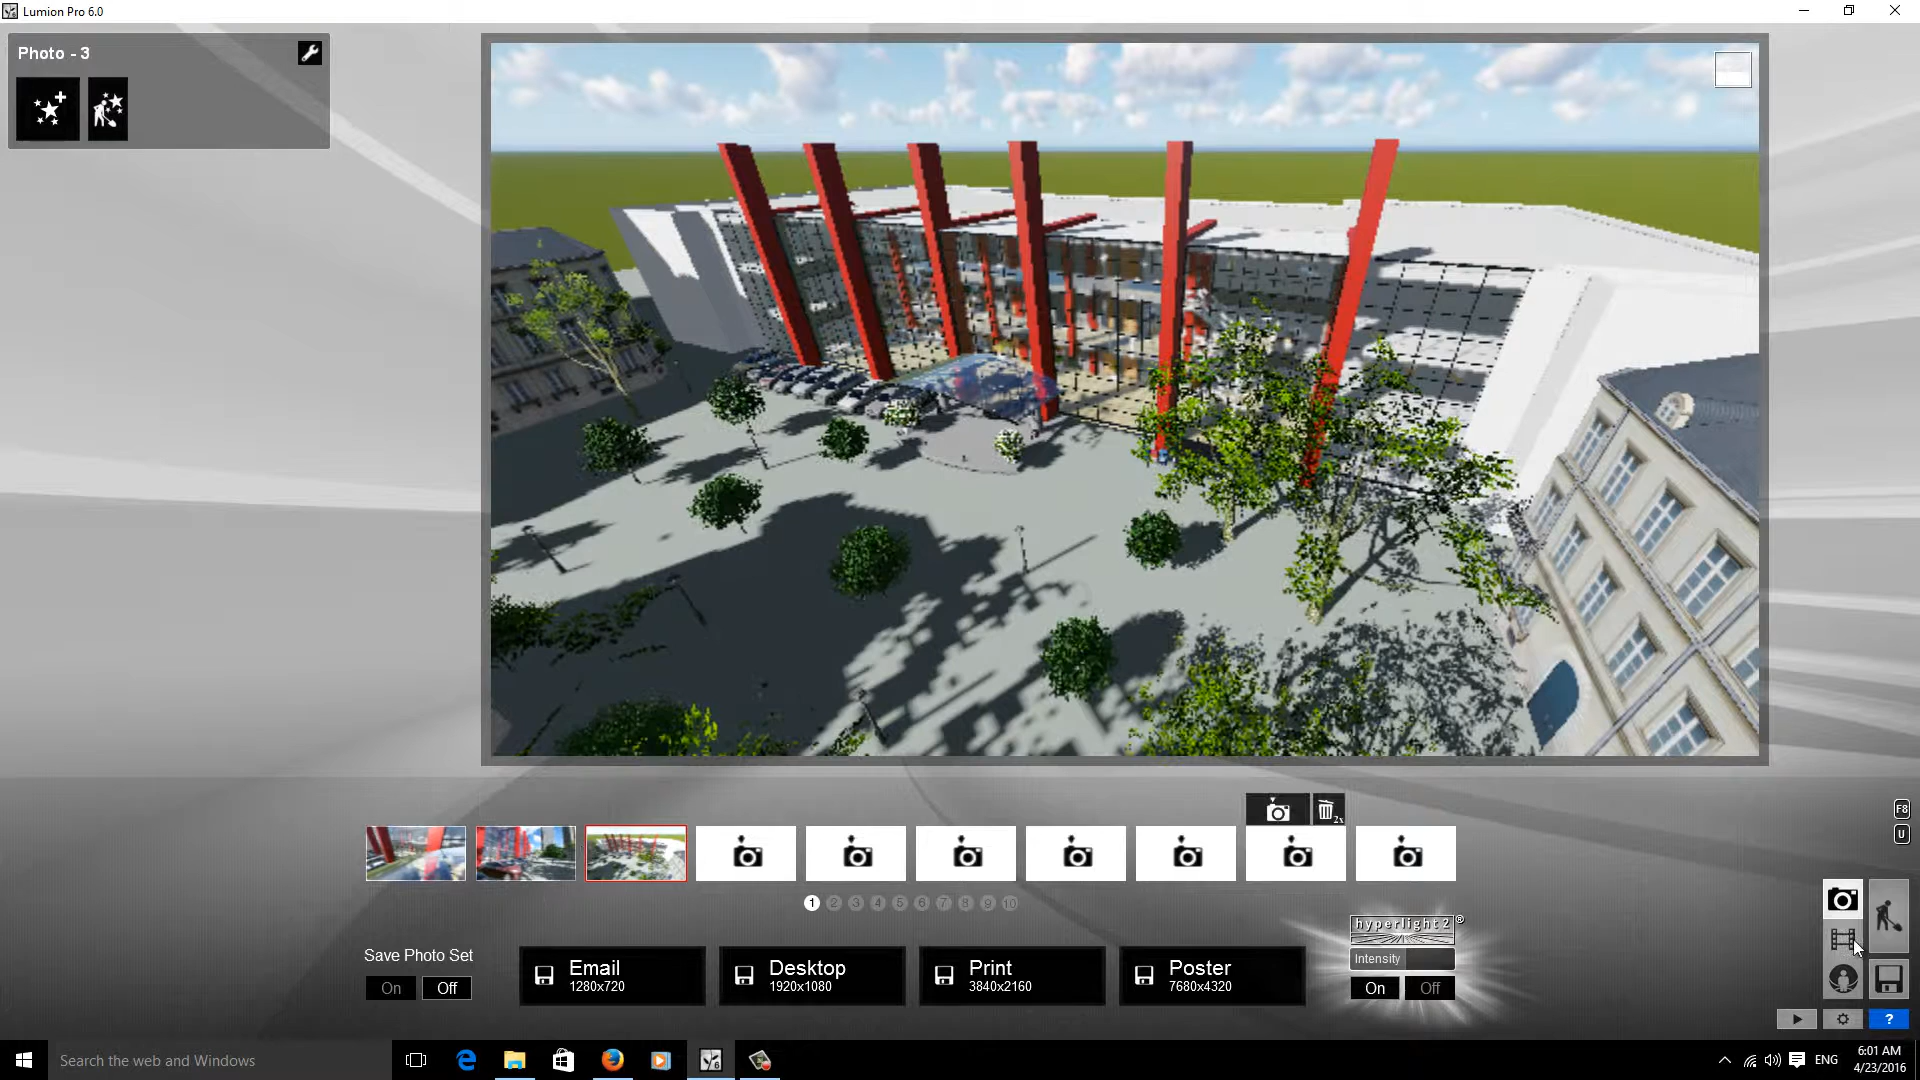 Lumion Pro 6.0
Photo - 3
2x
F8
U
1 2 3 4 5 6 7 8 9 10
hyperlight 2 ®
Intensity
On Off
Save Photo Set
On Off
Email
1280x720
Desktop
1920x1080
Print
3840x2160
Poster
7680x4320
?
Search the web and Windows
6
ENG
6:01 AM
4/23/2016